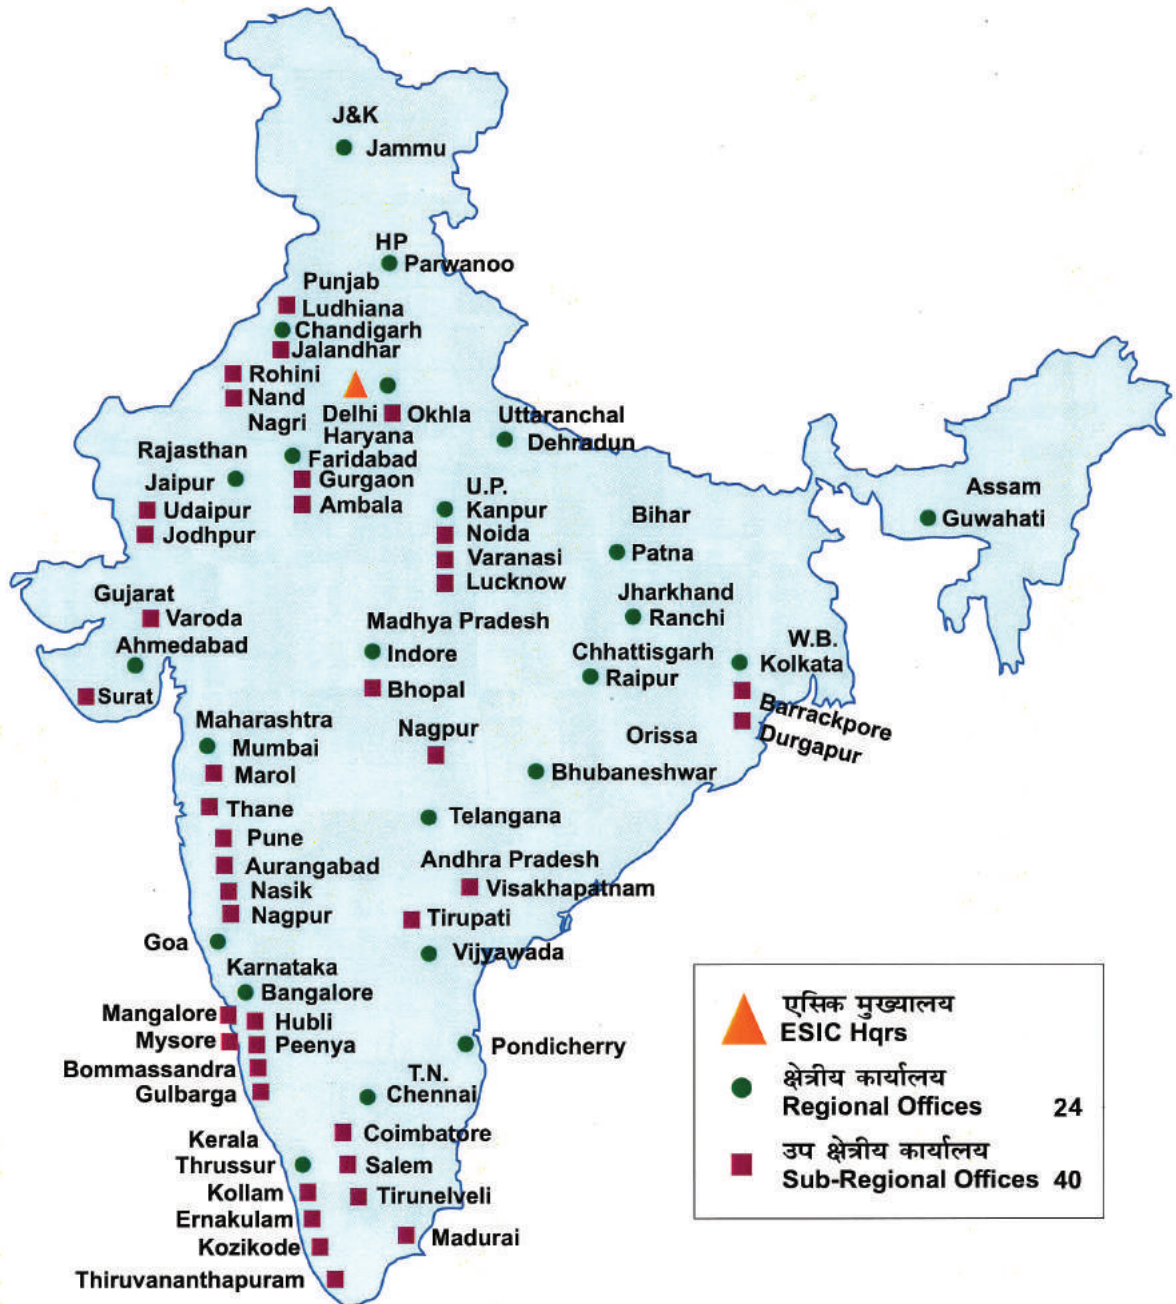 J&K
Jammu
HP
Parwanoo
Punjab
Ludhiana
Chandigarh
Jalandhar
Rohini
Nand
Nagri
Delhi
Okhla
Uttaranchal
Dehradun
Haryana
Faridabad
Gurgaon
Ambala
Rajasthan
Jaipur
Udaipur
Jodhpur
U.P.
Kanpur
Noida
Varanasi
Lucknow
Bihar
Patna
Assam
Guwahati
Jharkhand
Ranchi
Gujarat
Varoda
Ahmedabad
Surat
Madhya Pradesh
Indore
Bhopal
Chhattisgarh
Raipur
W.B.
Kolkata
Barrackpore
Durgapur
Maharashtra
Mumbai
Marol
Thane
Pune
Aurangabad
Nasik
Nagpur
Nagpur
Orissa
Bhubaneshwar
Telangana
Andhra Pradesh
Visakhapatnam
Tirupati
Vijyawada
Goa
Karnataka
Bangalore
Mangalore
Hubli
Mysore
Peenya
Bommassandra
Gulbarga
Pondicherry
T.N.
Chennai
Coimbatore
Salem
Tirunelveli
Madurai
Kerala
Thrussur
Kollam
Ernakulam
Kozikode
Thiruvananthapuram
एसिक मुख्यालय
ESIC Hqrs
क्षेत्रीय कार्यालय
Regional Offices 24
उप क्षेत्रीय कार्यालय
Sub-Regional Offices 40